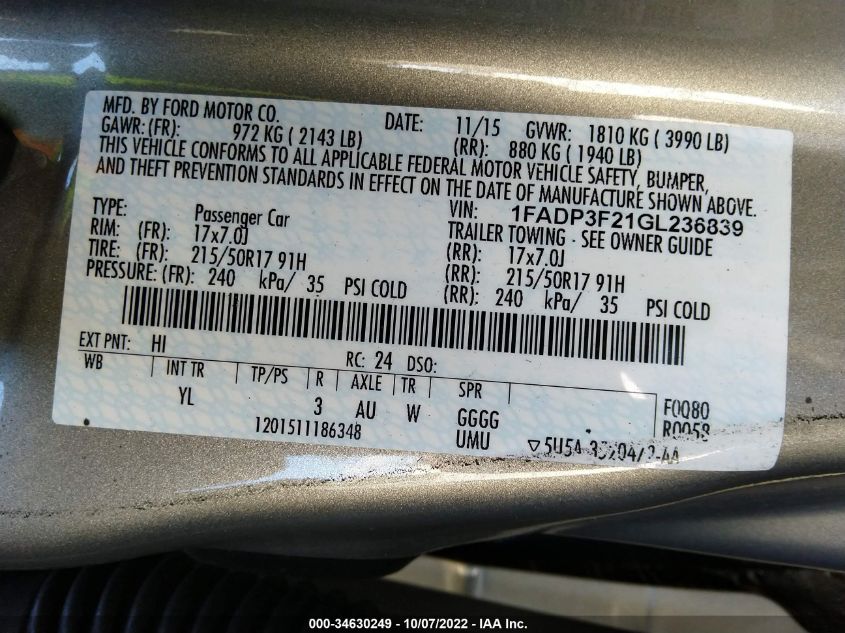 MFD. BY FORD MOTOR CO. DATE: 11/15 GVWR: 1810 KG ( 3990 LB)
GAWR: (FR): 972 KG ( 2143 LB) (RR): 880 KG ( 1940 LB)
THIS VEHICLE CONFORMS TO ALL APPLICABLE FEDERAL MOTOR VEHICLE SAFETY, BUMPER,
AND THEFT PREVENTION STANDARDS IN EFFECT ON THE DATE OF MANUFACTURE SHOWN ABOVE.
VIN: 1FADP3F21GL236839
TYPE: Passenger Car TRAILER TOWING - SEE OWNER GUIDE
RIM: (FR): 17x7.0J (RR): 17x7.0J
TIRE: (FR): 215/50R17 91H (RR): 215/50R17 91H
PRESSURE: (FR): 240 kPa/ 35 PSI COLD (RR): 240 kPa/ 35 PSI COLD
EXT PNT: HI RC: 24 DSO:
WB INT TR TP/PS R AXLE TR SPR
YL 3 AU W GGGG F0080
1201511186348 UMU R0058